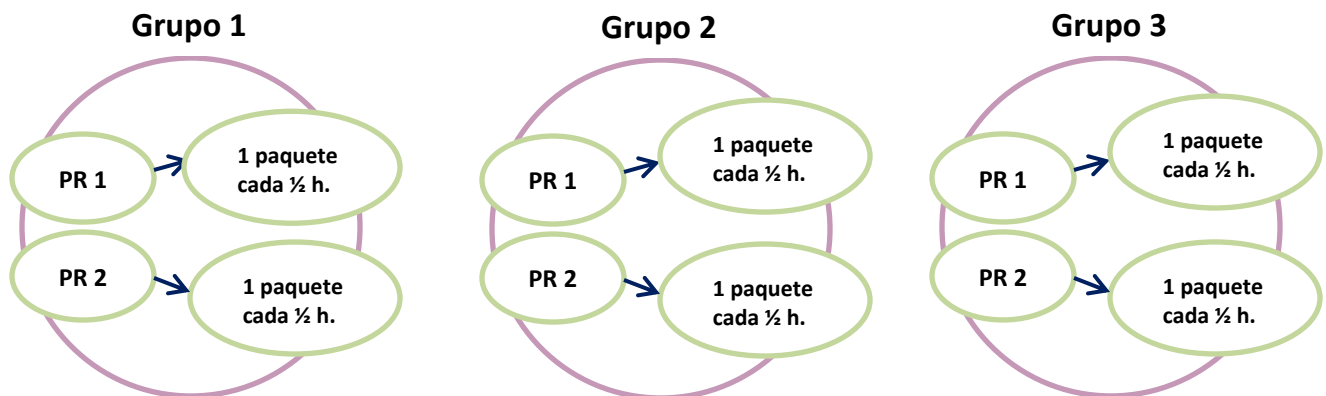 Grupo 1
PR 1
1 paquete
cada ½ h.
PR 2
1 paquete
cada ½ h.
Grupo 2
PR 1
1 paquete
cada ½ h.
PR 2
1 paquete
cada ½ h.
Grupo 3
PR 1
1 paquete
cada ½ h.
PR 2
1 paquete
cada ½ h.